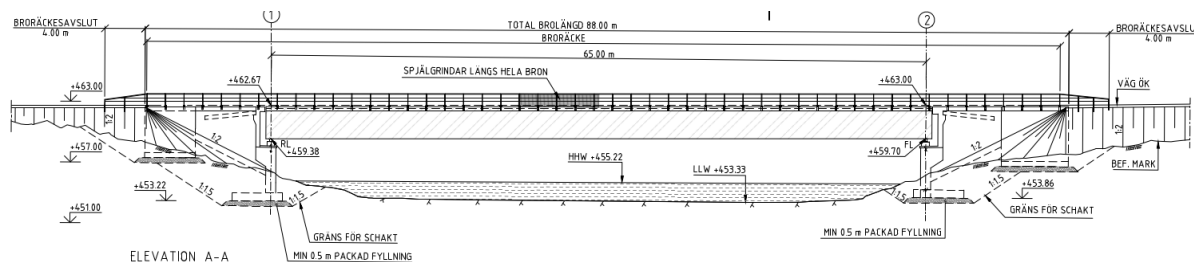 1
2
BRORÄCKESAVSLUT
4.00 m
TOTAL BROLÄNGD 88.00 m
BRORÄCKESAVSLUT
4.00 m
BRORÄCKE
65.00 m
SPJÄLGRINDAR LÄNGS HELA BRON
+463.00
+462.67
+463.00
VÄG ÖK
1:2
1:2
1:2
1:2
RL
FL
+459.38
+459.70
+457.00
HHW +455.22
LLW +453.33
BEF. MARK
+453.22
1:1.5
1:1.5
1:1.5
1:1.5
+453.86
+451.00
GRÄNS FÖR SCHAKT
GRÄNS FÖR SCHAKT
MIN 0.5 m PACKAD FYLLNING
MIN 0.5 m PACKAD FYLLNING
ELEVATION A-A